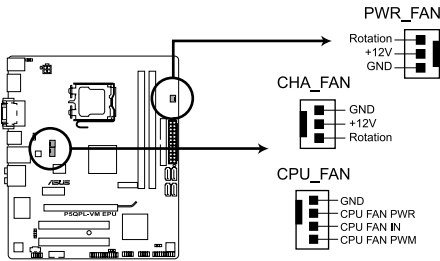 PWR_FAN
Rotation
+12V
GND
CHA_FAN
GND
+12V
Rotation
CPU_FAN
GND
CPU FAN PWR
CPU FAN IN
CPU FAN PWM
ASUS
P5QPL-VM EPU